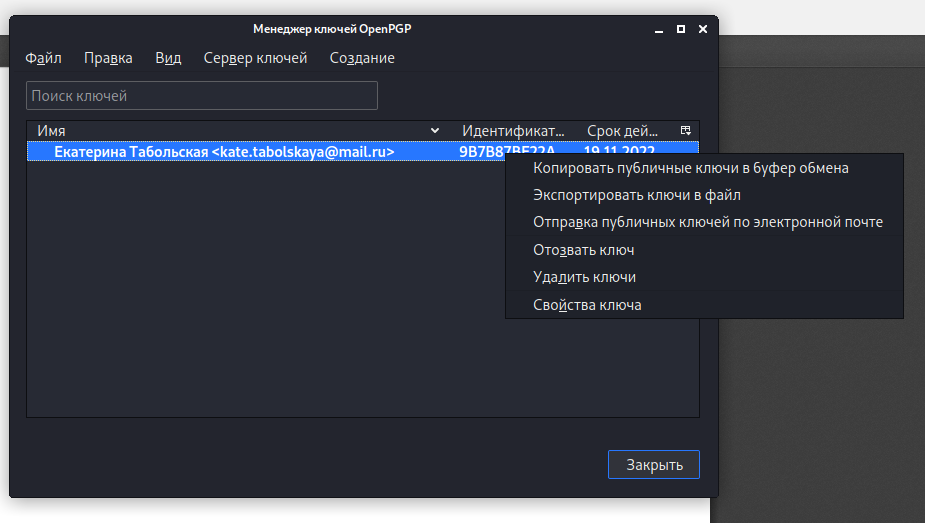 Менеджер ключей OpenPGP
Файл Правка Вид Сервер ключей Создание
Поиск ключей
Имя Идентификат... Срок дей...
Екатерина Табольская <kate.tabolskaya@mail.ru> 9B7B87BF22A 19.11.2022
Копировать публичные ключи в буфер обмена
Экспортировать ключи в файл
Отправка публичных ключей по электронной почте
Отозвать ключ
Удалить ключи
Свойства ключа
Закрыть